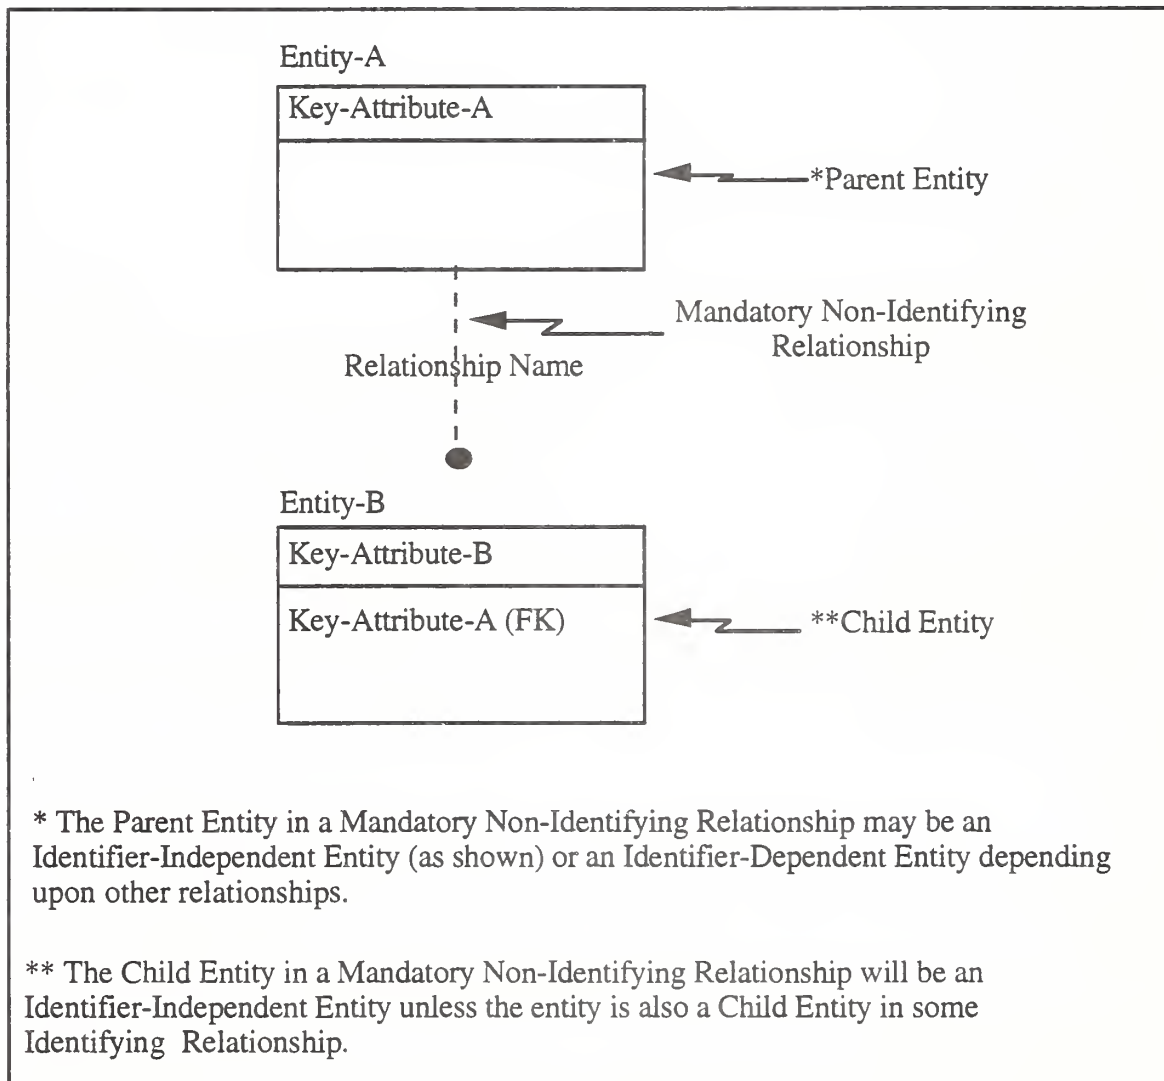 Entity-A
Key-Attribute-A
*Parent Entity
Mandatory Non-Identifying
Relationship
Relationship Name
Entity-B
Key-Attribute-B
Key-Attribute-A (FK)
**Child Entity
* The Parent Entity in a Mandatory Non-Identifying Relationship may be an
Identifier-Independent Entity (as shown) or an Identifier-Dependent Entity depending
upon other relationships.
** The Child Entity in a Mandatory Non-Identifying Relationship will be an
Identifier-Independent Entity unless the entity is also a Child Entity in some
Identifying Relationship.